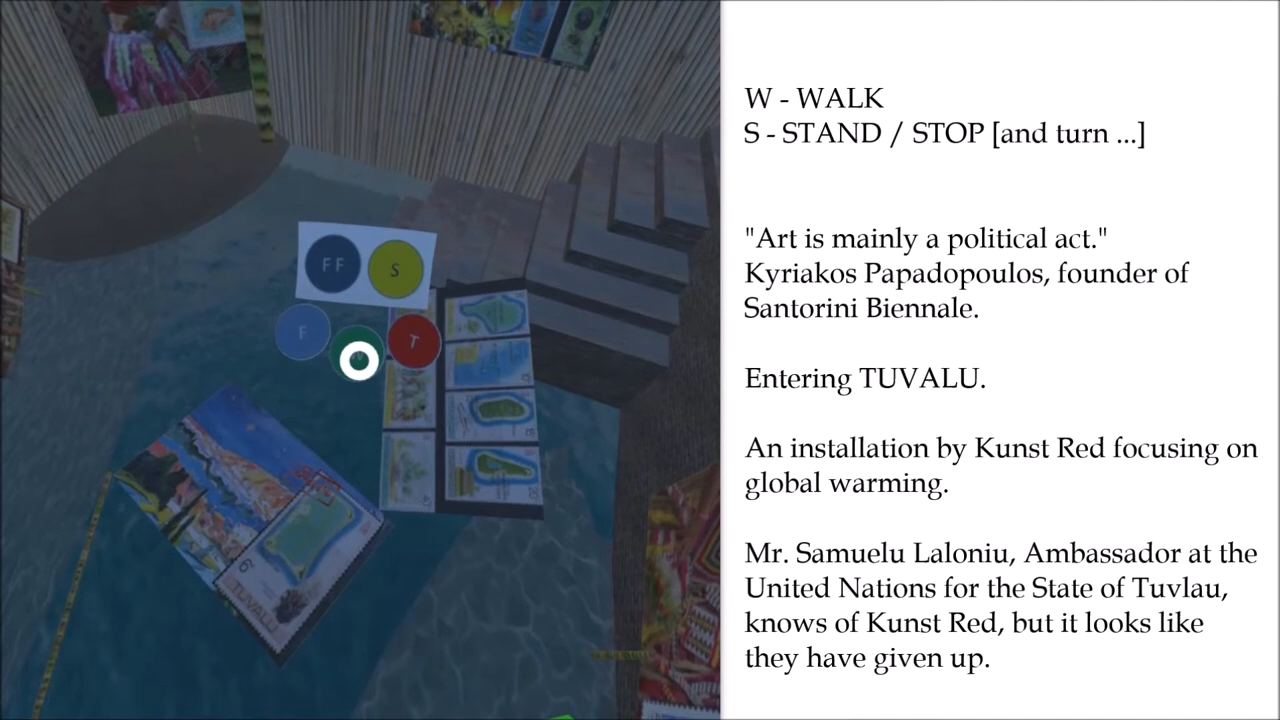 FF
S
F
T
6c
TUVALU
W - WALK
S - STAND / STOP [and turn ...]
"Art is mainly a political act."
Kyriakos Papadopoulos, founder of
Santorini Biennale.
Entering TUVALU.
An installation by Kunst Red focusing on
global warming.
Mr. Samuelu Laloniu, Ambassador at the
United Nations for the State of Tuvlau,
knows of Kunst Red, but it looks like
they have given up.